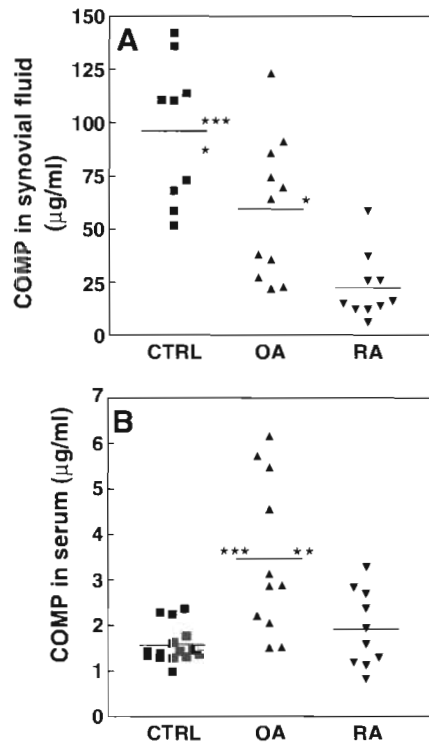 A
COMP in synovial fluid
(µg/ml)
150
125
100
75
50
25
0
***
*
*
CTRL OA RA
B
COMP in serum (µg/ml)
7
6
5
4
3
2
1
0
*** **
CTRL OA RA